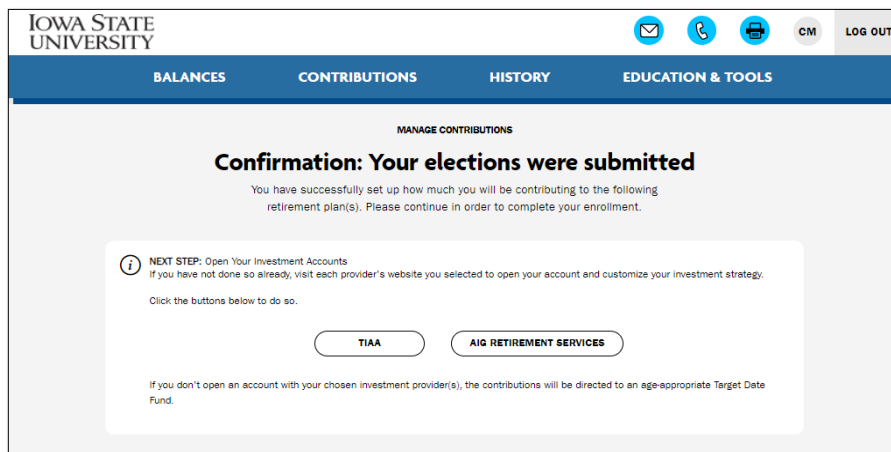 IOWA STATE
UNIVERSITY
CM
LOG OUT
BALANCES
CONTRIBUTIONS
HISTORY
EDUCATION & TOOLS
MANAGE CONTRIBUTIONS
Confirmation: Your elections were submitted
You have successfully set up how much you will be contributing to the following
retirement plan(s). Please continue in order to complete your enrollment.
NEXT STEP: Open Your Investment Accounts
If you have not done so already, visit each provider's website you selected to open your account and customize your investment strategy.
Click the buttons below to do so.
TIAA
AIG RETIREMENT SERVICES
If you don't open an account with your chosen investment provider(s), the contributions will be directed to an age-appropriate Target Date
Fund.